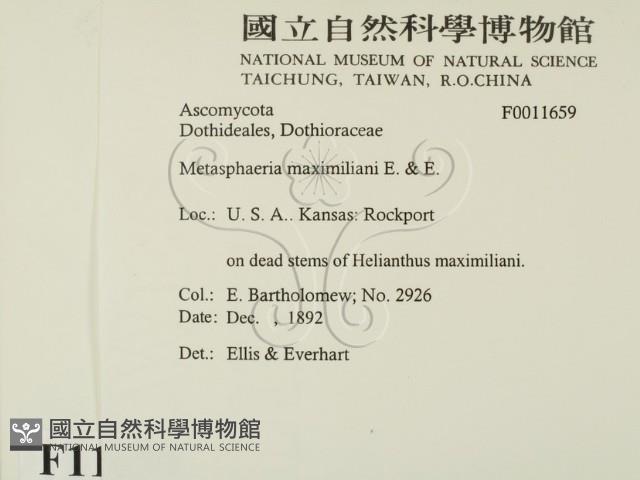 國立自然科學博物館
NATIONAL MUSEUM OF NATURAL SCIENCE
TAICHUNG, TAIWAN, R.O.CHINA
Ascomycota F0011659
Dothideales, Dothioraceae
Metasphaeria maximiliani E. & E.
Loc.: U. S. A.. Kansas: Rockport
on dead stems of Helianthus maximiliani.
Col.: E. Bartholomew; No. 2926
Date: Dec. , 1892
Det.: Ellis & Everhart
國立自然科學博物館
NATIONAL MUSEUM OF NATURAL SCIENCE